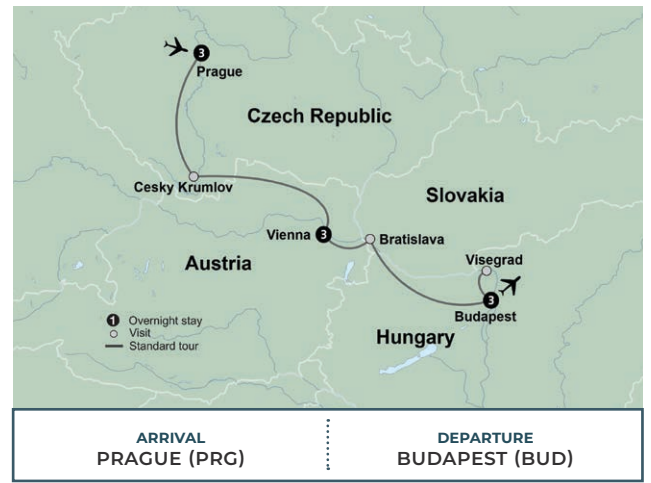 3
Prague
Czech Republic
Cesky Krumlov
Slovakia
Vienna 3
Bratislava
Visegrad
Austria
3
Budapest
Hungary
1 Overnight stay
Visit
Standard tour
ARRIVAL
PRAGUE (PRG)
DEPARTURE
BUDAPEST (BUD)